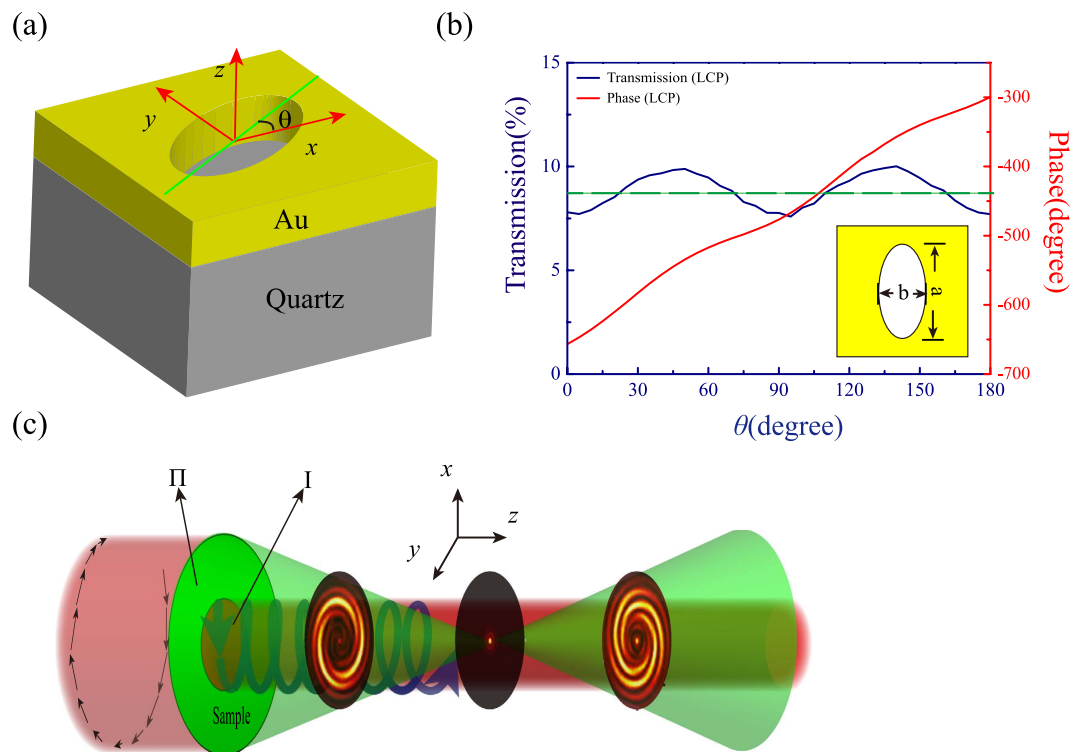 (a)
z
y
θ
x
Au
Quartz
(b)
Transmission (LCP)
Phase (LCP)
15
10
5
0
Transmission(%)
0 30 60 90 120 150 180
θ(degree)
-300
-400
-500
-600
-700
Phase(degree)
b
a
(c)
Π
I
x
z
y
Sample